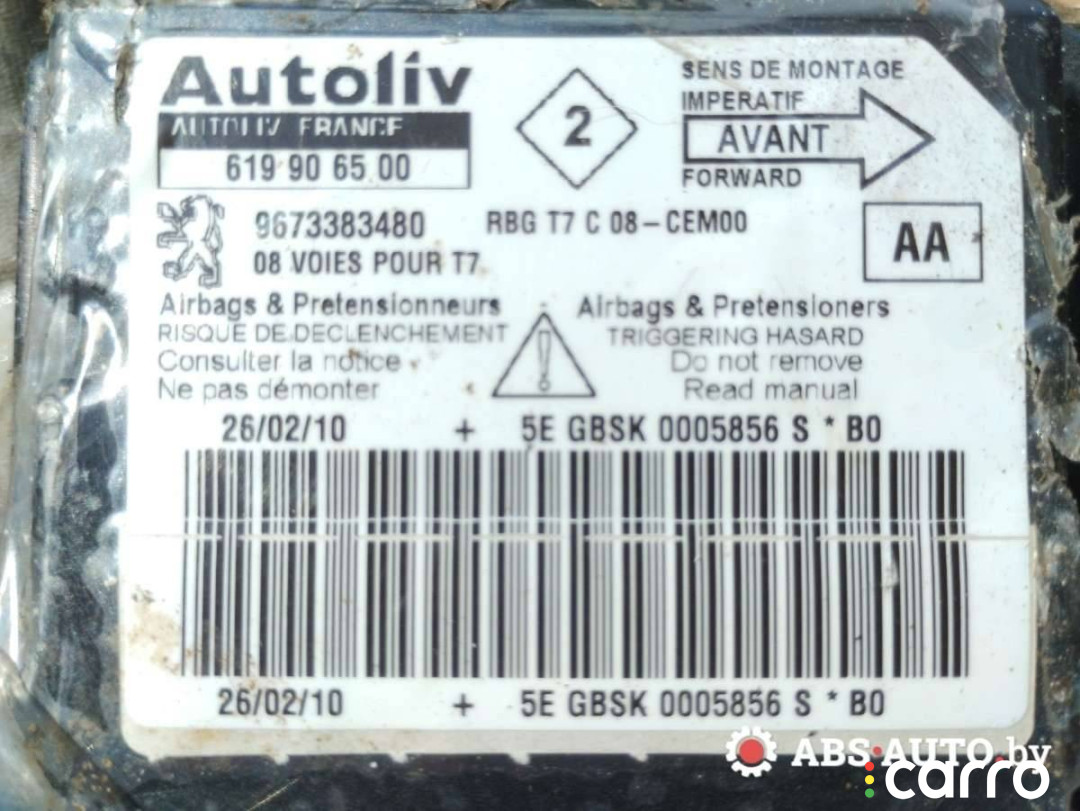 Autoliv
AUTOLIV FRANCE
619 90 65 00
2
SENS DE MONTAGE
IMPERATIF
AVANT
FORWARD
9673383480
RBG T7 C 08-CEM00
08 VOIES POUR T7
AA
Airbags & Pretensionneurs
RISQUE DE DECLENCHEMENT
Consulter la notice
Ne pas démonter
Airbags & Pretensioners
TRIGGERING HASARD
Do not remove
Read manual
26/02/10 + 5E GBSK 0005856 S * B0
26/02/10 + 5E GBSK 0005856 S * B0
ABS-AUTO.by
carro